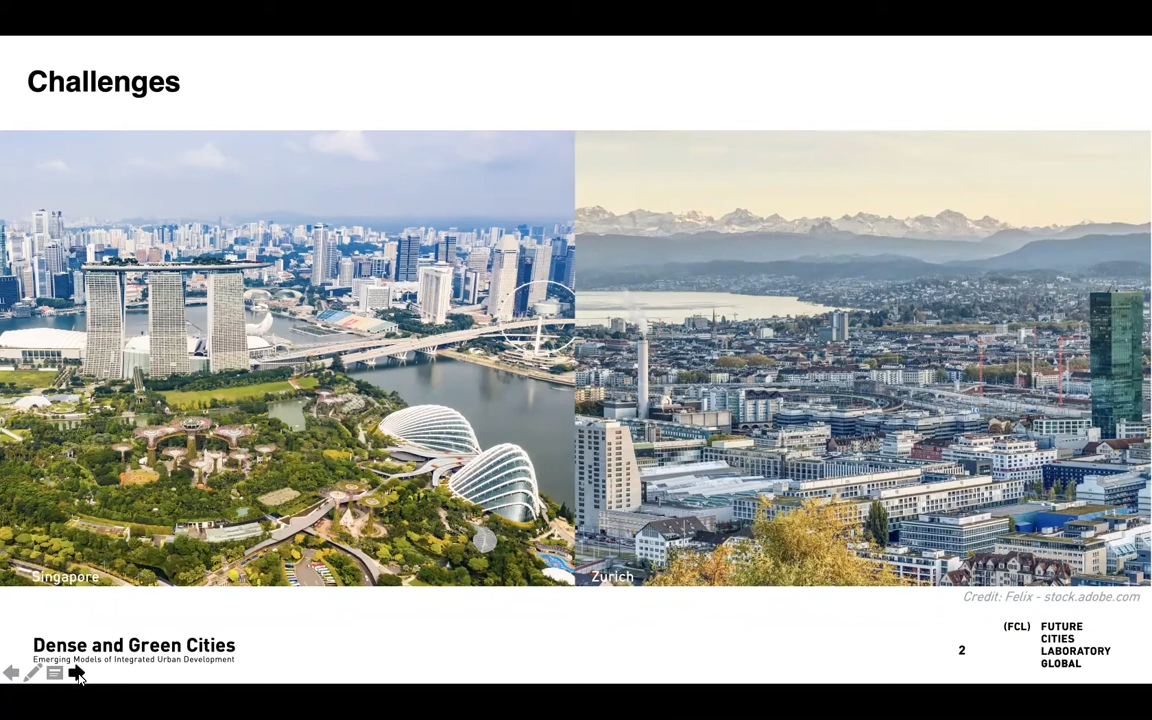 Challenges
Singapore
Zurich
Credit: Felix - stock.adobe.com
Dense and Green Cities
Emerging Models of Integrated Urban Development
2
(FCL) FUTURE
CITIES
LABORATORY
GLOBAL